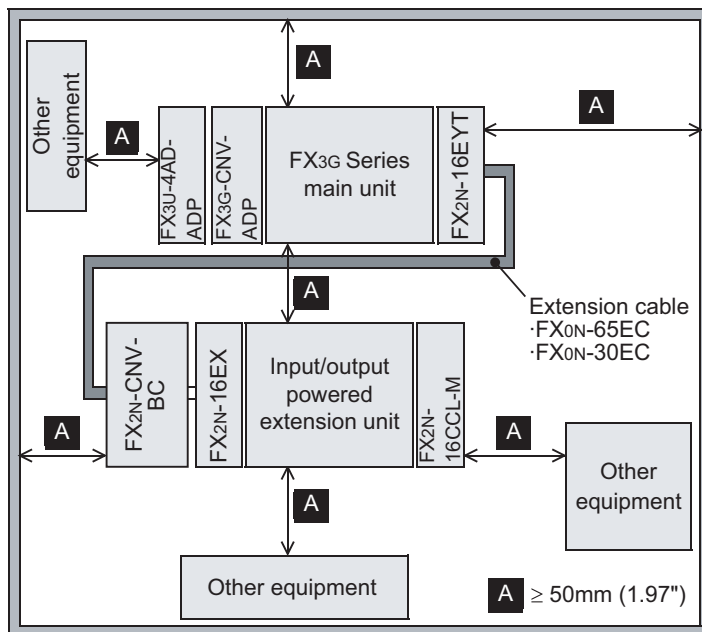 A
Other
equipment
A
FX3U-4AD-
ADP
FX3G-CNV-
ADP
FX3G Series
main unit
FX2N-16EYT
A
A
Extension cable
·FX0N-65EC
·FX0N-30EC
FX2N-CNV-
BC
FX2N-16EX
Input/output
powered
extension unit
FX2N-
16CCL-M
A
A
Other
equipment
A
Other equipment
A ≥ 50mm (1.97")